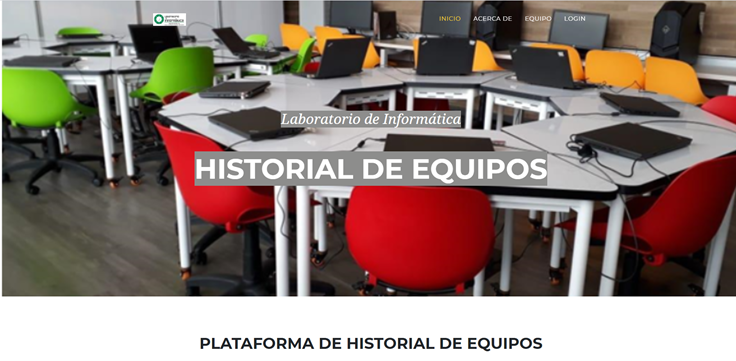 INICIO ACERCA DE EQUIPO LOGIN
Laboratorio de Informática
HISTORIAL DE EQUIPOS
PLATAFORMA DE HISTORIAL DE EQUIPOS